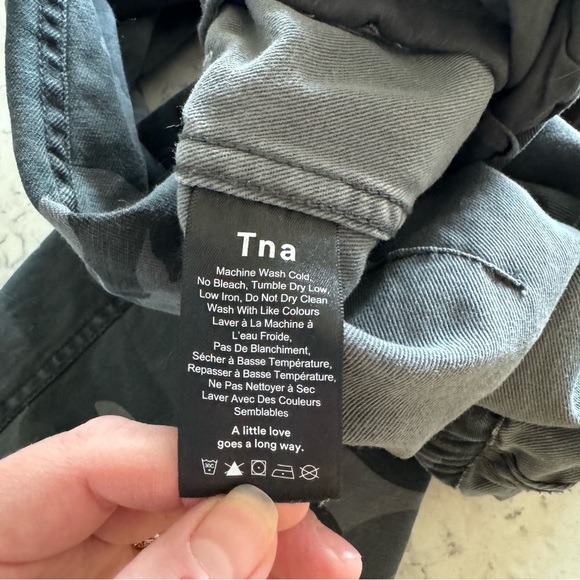 Tna
Machine Wash Cold,
No Bleach, Tumble Dry Low,
Low Iron, Do Not Dry Clean
Wash With Like Colours
Laver à La Machine à
L'eau Froide,
Pas De Blanchiment,
Sécher à Basse Température,
Repasser à Basse Température,
Ne Pas Nettoyer à Sec
Laver Avec Des Couleurs
Semblables
A little love
goes a long way.
30C